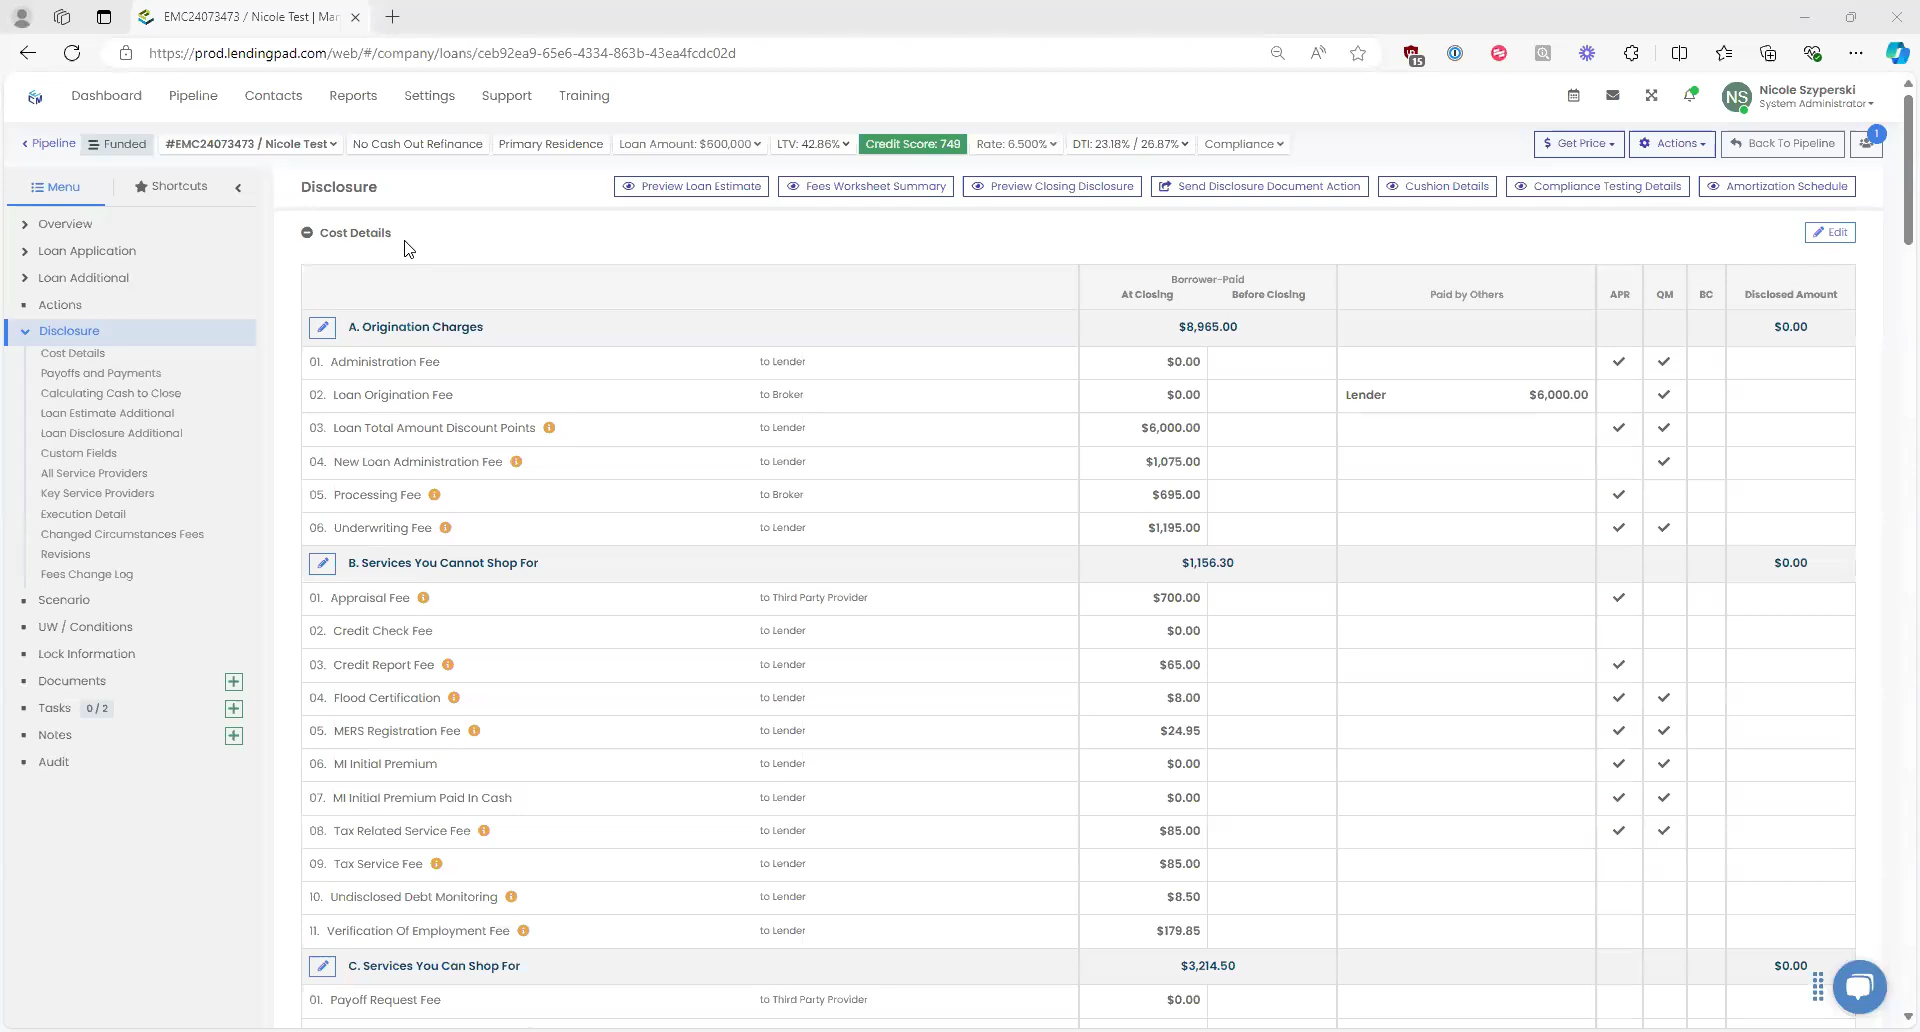 EMC24073473 / Nicole Test | Mar
https://prod.lendingpad.com/web/#/company/loans/ceb92ea9-65e6-4334-863b-43ea4fcdc02d
15
Dashboard Pipeline Contacts Reports Settings Support Training
NS Nicole Szyperski
System Administrator
Pipeline Funded #EMC24073473 / Nicole Test No Cash Out Refinance Primary Residence Loan Amount: $600,000 LTV: 42.86% Credit Score: 749 Rate: 6.500% DTI: 23.18% / 26.87% Compliance $ Get Price Actions Back To Pipeline 1
Menu Shortcuts
Overview
Loan Application
Loan Additional
Actions
Disclosure
Cost Details
Payoffs and Payments
Calculating Cash to Close
Loan Estimate Additional
Loan Disclosure Additional
Custom Fields
All Service Providers
Key Service Providers
Execution Detail
Changed Circumstances Fees
Revisions
Fees Change Log
Scenario
UW / Conditions
Lock Information
Documents
Tasks 0 / 2
Notes
Audit
Disclosure Preview Loan Estimate Fees Worksheet Summary Preview Closing Disclosure Send Disclosure Document Action Cushion Details Compliance Testing Details Amortization Schedule
Cost Details Edit
Borrower-Paid
At Closing Before Closing Paid by Others APR QM BC Disclosed Amount
A. Origination Charges $8,965.00 $0.00
01. Administration Fee to Lender $0.00
02. Loan Origination Fee to Broker $0.00 Lender $6,000.00
03. Loan Total Amount Discount Points to Lender $6,000.00
04. New Loan Administration Fee to Lender $1,075.00
05. Processing Fee to Broker $695.00
06. Underwriting Fee to Lender $1,195.00
B. Services You Cannot Shop For $1,156.30 $0.00
01. Appraisal Fee to Third Party Provider $700.00
02. Credit Check Fee to Lender $0.00
03. Credit Report Fee to Lender $65.00
04. Flood Certification to Lender $8.00
05. MERS Registration Fee to Lender $24.95
06. MI Initial Premium to Lender $0.00
07. MI Initial Premium Paid In Cash to Lender $0.00
08. Tax Related Service Fee to Lender $85.00
09. Tax Service Fee to Lender $85.00
10. Undisclosed Debt Monitoring to Lender $8.50
11. Verification Of Employment Fee to Lender $179.85
C. Services You Can Shop For $3,214.50 $0.00
01. Payoff Request Fee to Third Party Provider $0.00